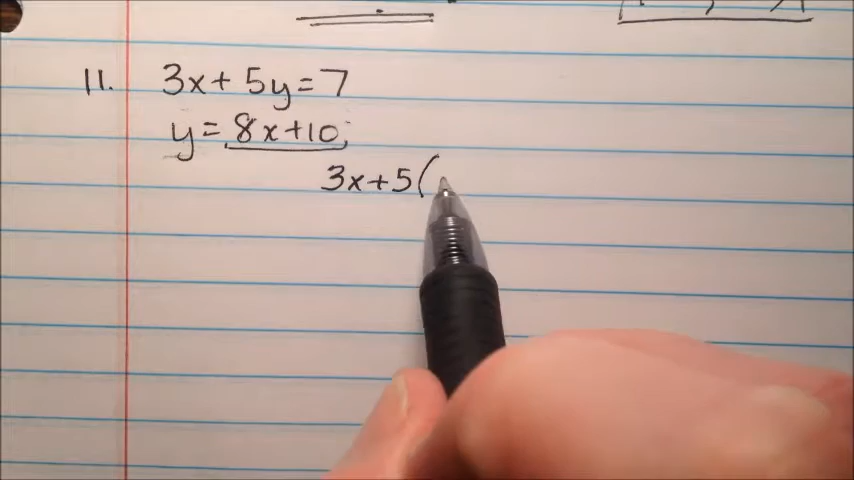 11. 3x + 5y = 7
y = 8x+10
3x+5(